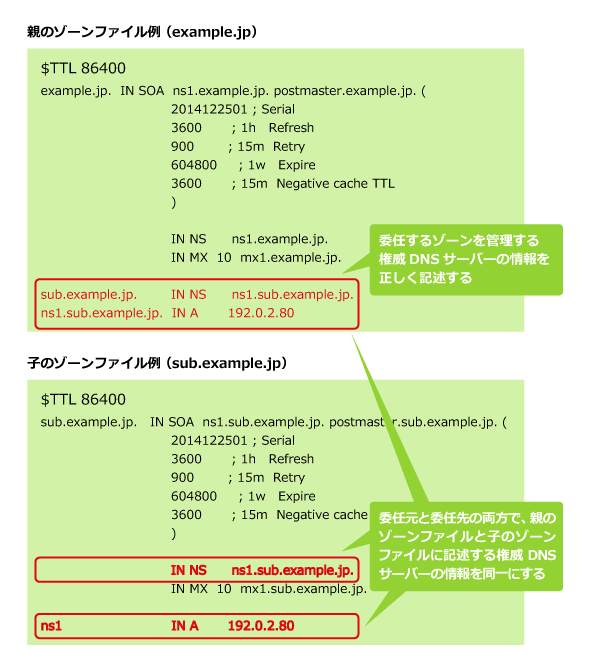 親のゾーンファイル例（example.jp）
$TTL 86400
example.jp. IN SOA ns1.example.jp. postmaster.example.jp. (
2014122501 ; Serial
3600 ; 1h Refresh
900 ; 15m Retry
604800 ; 1w Expire
3600 ; 15m Negative cache TTL
)
IN NS ns1.example.jp.
IN MX 10 mx1.example.jp.
委任するゾーンを管理する
権威 DNS サーバーの情報を
正しく記述する
sub.example.jp. IN NS ns1.sub.example.jp.
ns1.sub.example.jp. IN A 192.0.2.80
子のゾーンファイル例（sub.example.jp）
$TTL 86400
sub.example.jp. IN SOA ns1.sub.example.jp. postmaster.sub.example.jp. (
2014122501 ; Serial
3600 ; 1h Refresh
900 ; 15m Retry
604800 ; 1w Expire
3600 ; 15m Negative cache
)
委任元と委任先の両方で、親の
ゾーンファイルと子のゾーン
ファイルに記述する権威 DNS
サーバーの情報を同一にする
IN NS ns1.sub.example.jp.
IN MX 10 mx1.sub.example.jp.
ns1 IN A 192.0.2.80